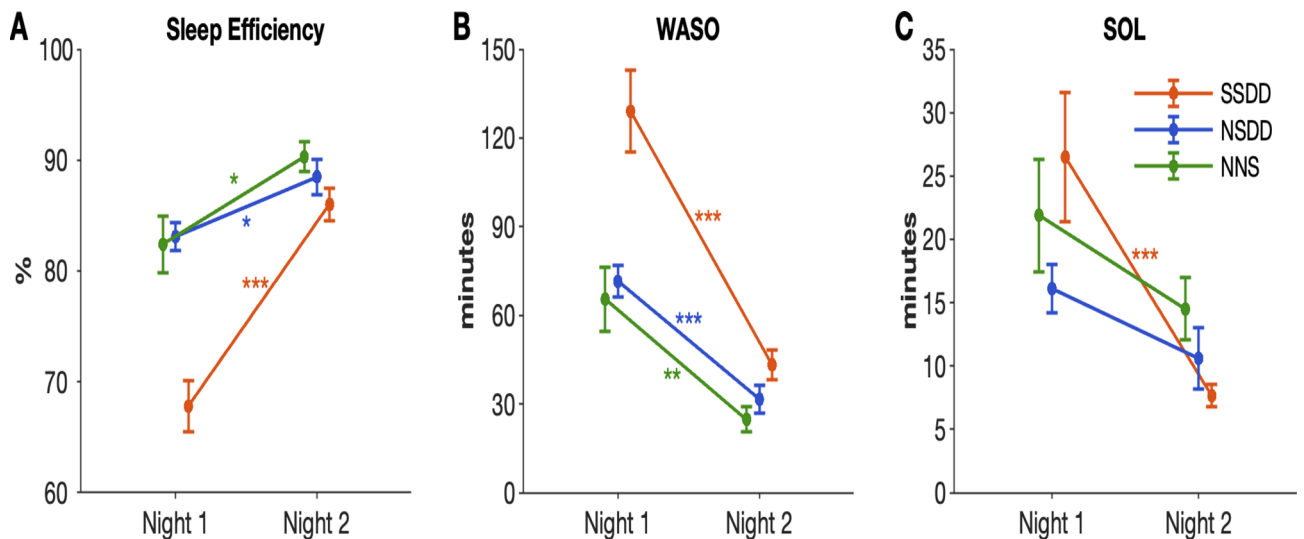 A
Sleep Efficiency
100
90
80
70
60
%
*
*
***
Night 1
Night 2
B
WASO
150
120
90
60
30
0
minutes
***
***
**
Night 1
Night 2
C
SOL
35
30
25
20
15
10
5
0
minutes
***
SSDD
NSDD
NNS
Night 1
Night 2